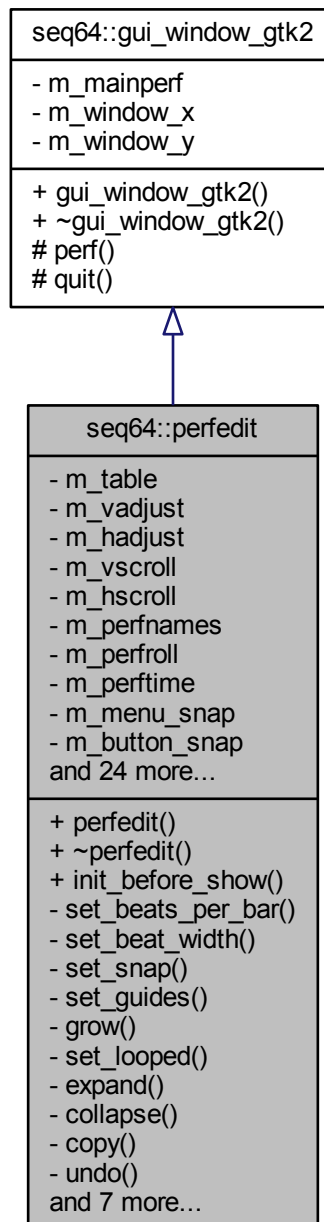 seq64::gui_window_gtk2
- m_mainperf
- m_window_x
- m_window_y
+ gui_window_gtk2()
+ ~gui_window_gtk2()
# perf()
# quit()
seq64::perfedit
- m_table
- m_vadjust
- m_hadjust
- m_vscroll
- m_hscroll
- m_perfnames
- m_perfroll
- m_perftime
- m_menu_snap
- m_button_snap
and 24 more...
+ perfedit()
+ ~perfedit()
+ init_before_show()
- set_beats_per_bar()
- set_beat_width()
- set_snap()
- set_guides()
- grow()
- set_looped()
- expand()
- collapse()
- copy()
- undo()
and 7 more...